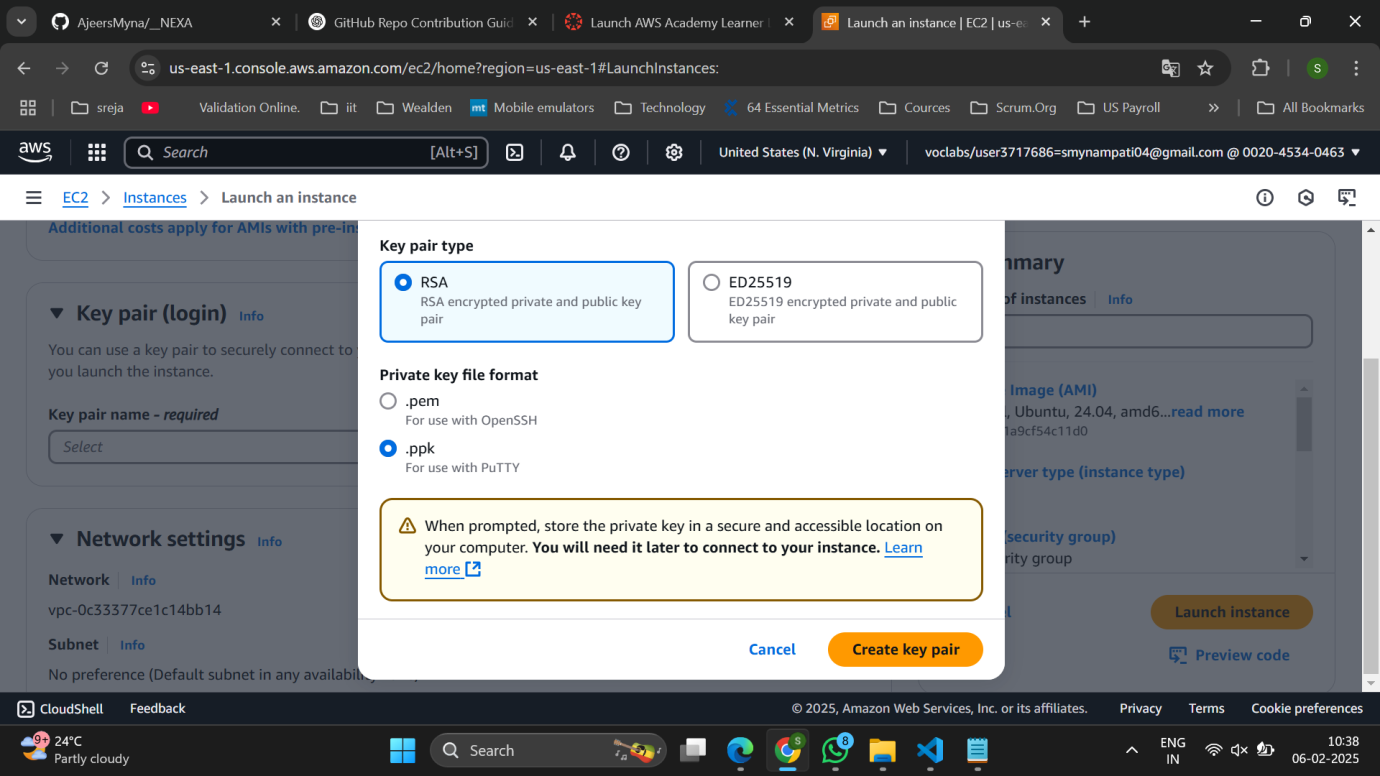 AjeersMyna/__NEXA
GitHub Repo Contribution Guid
Launch AWS Academy Learner L
Launch an instance | EC2 | us-ea
us-east-1.console.aws.amazon.com/ec2/home?region=us-east-1#LaunchInstances:
S
sreja
Validation Online.
iit
Wealden
mt Mobile emulators
Technology
64 Essential Metrics
Cources
Scrum.Org
US Payroll
All Bookmarks
aws
Search [Alt+S]
United States (N. Virginia)
voclabs/user3717686=smynampati04@gmail.com @ 0020-4534-0463
EC2
Instances
Launch an instance
Additional costs apply for AMIs with pre-ins
Key pair type
RSA
RSA encrypted private and public key
pair
ED25519
ED25519 encrypted private and public
key pair
Private key file format
.pem
For use with OpenSSH
.ppk
For use with PuTTY
When prompted, store the private key in a secure and accessible location on
your computer. You will need it later to connect to your instance. Learn
more
Cancel
Create key pair
Key pair (login) Info
You can use a key pair to securely connect to
you launch the instance.
Key pair name - required
Select
Network settings Info
Network Info
vpc-0c33377ce1c14bb14
Subnet Info
No preference (Default subnet in any availability
mmary
of instances Info
Image (AMI)
, Ubuntu, 24.04, amd6...read more
1a9cf54c11d0
erver type (instance type)
(security group)
rity group
el
Launch instance
Preview code
CloudShell
Feedback
© 2025, Amazon Web Services, Inc. or its affiliates.
Privacy
Terms
Cookie preferences
9+
24°C
Partly cloudy
Search
S
8
ENG
IN
10:38
06-02-2025